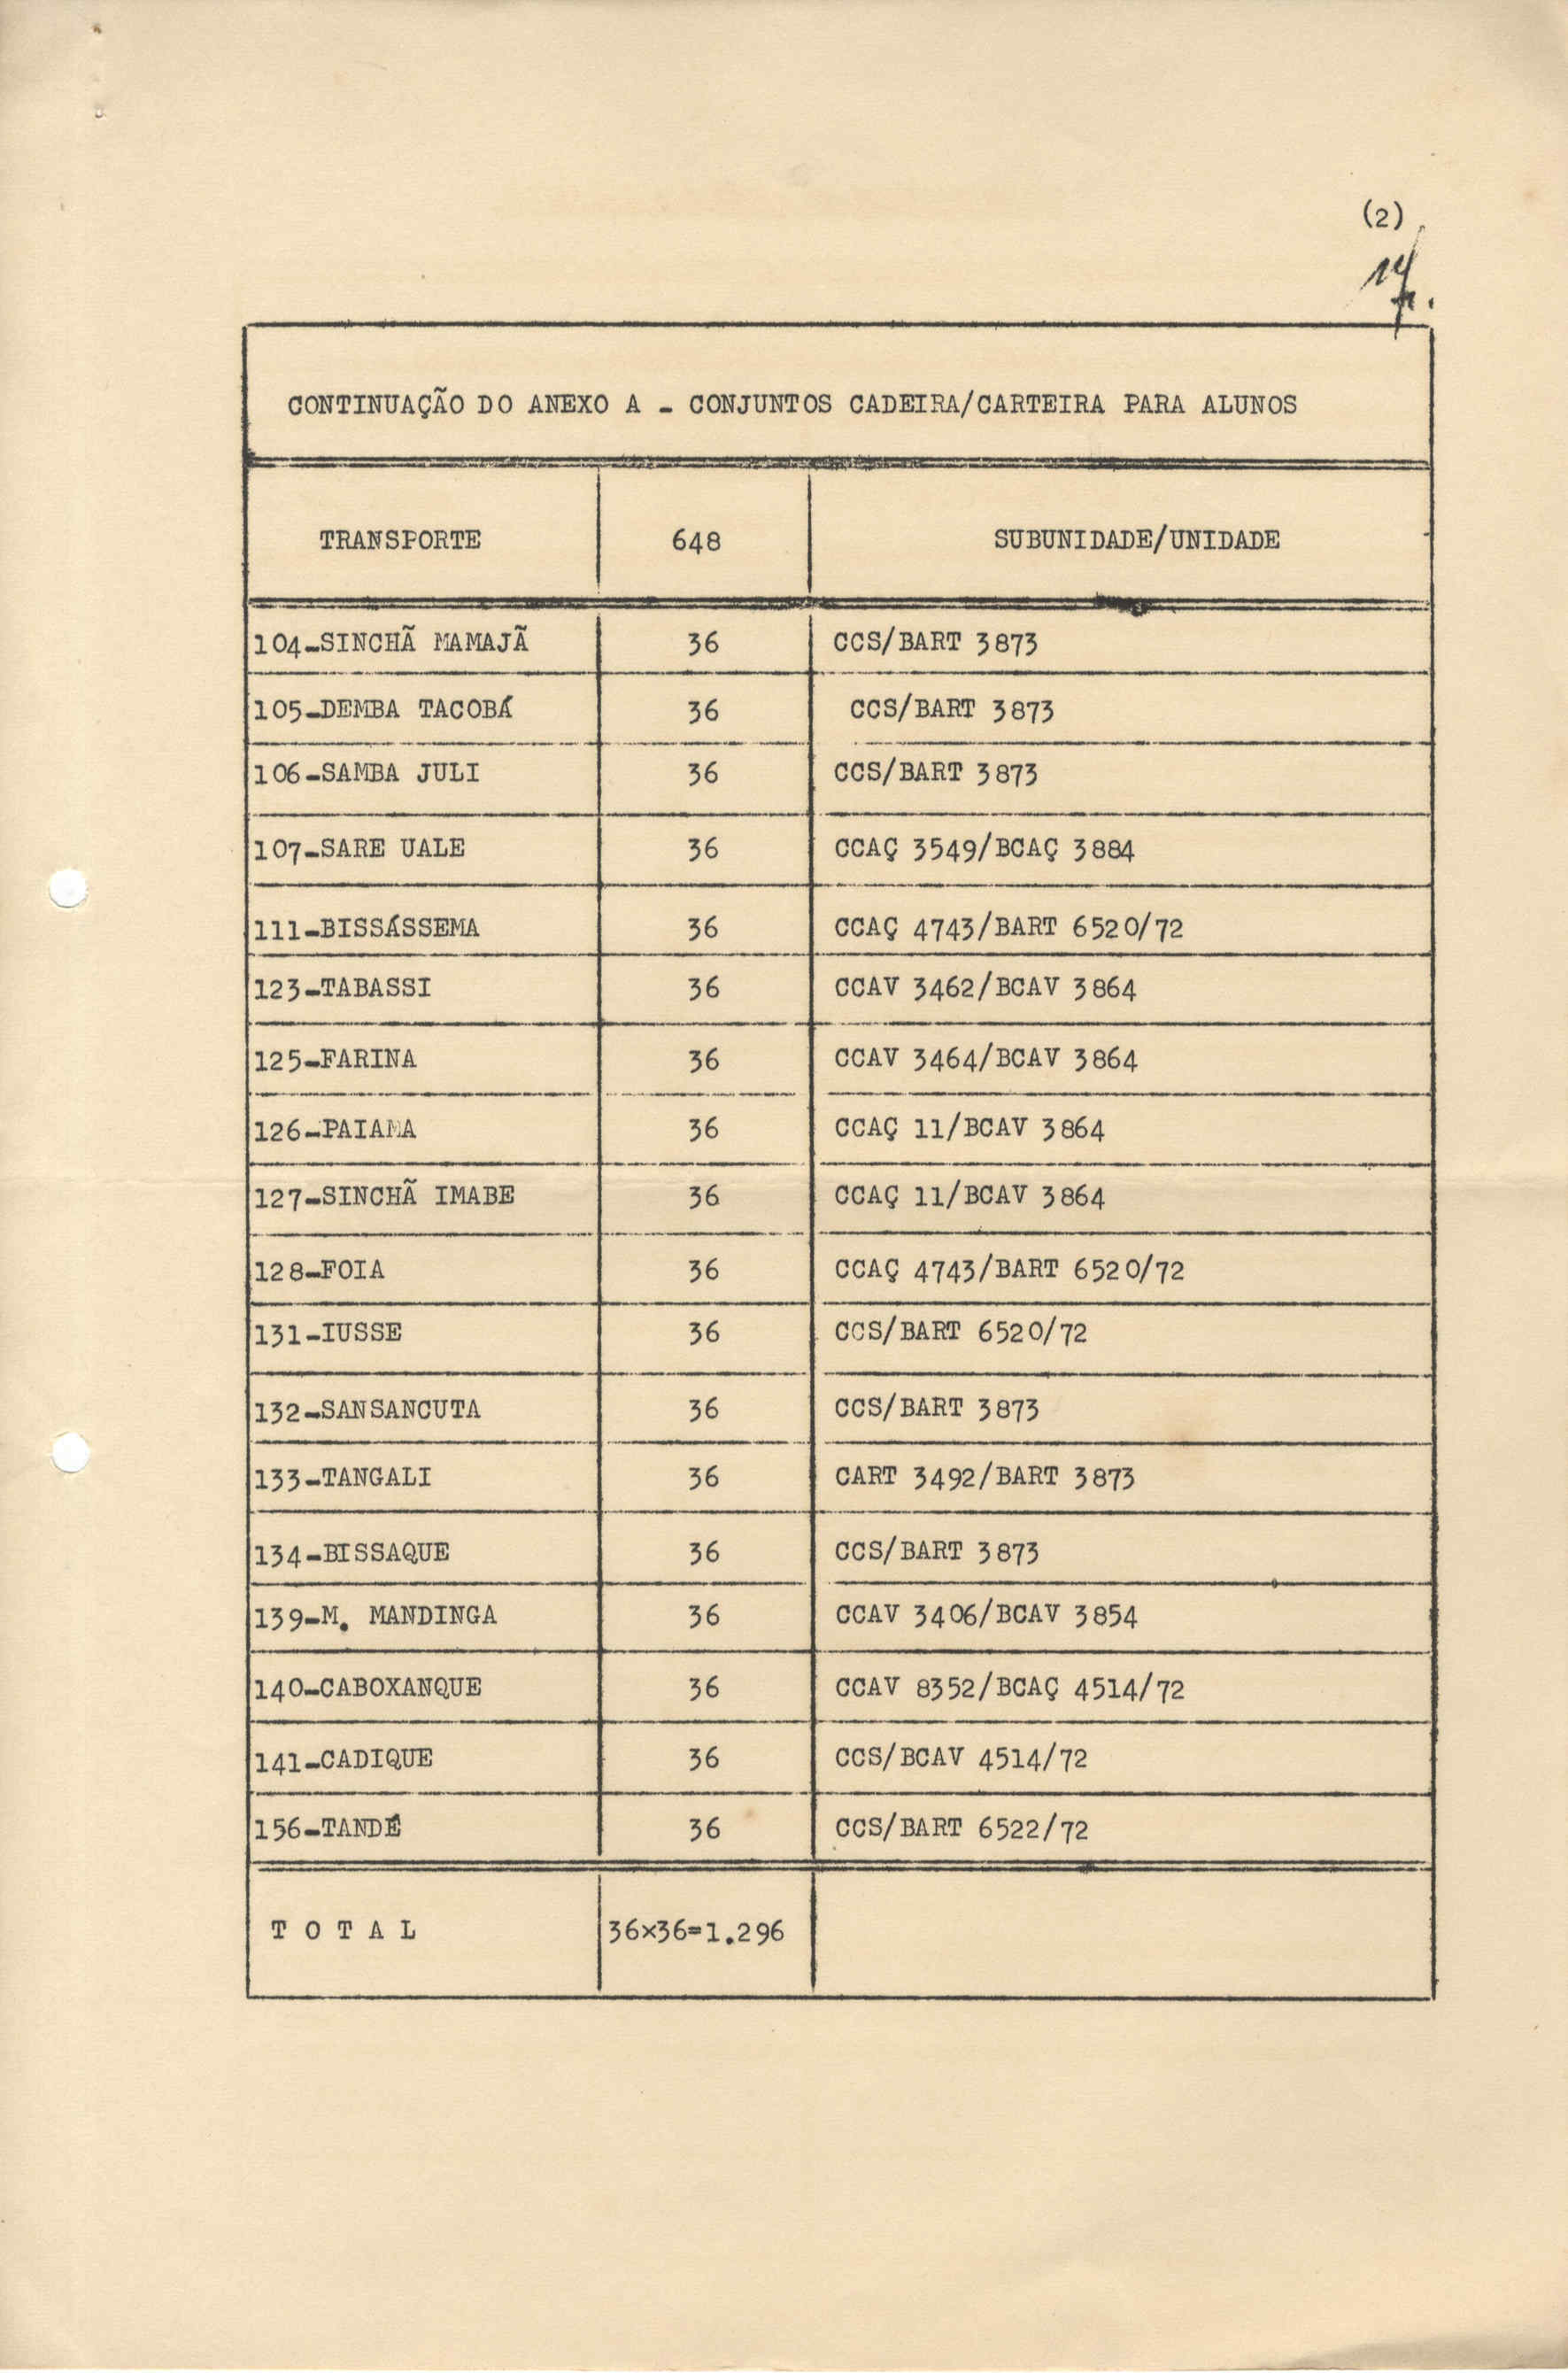 (2)
14
CONTINUAÇÃO DO ANEXO A - CONJUNTOS CADEIRA/CARTEIRA PARA ALUNOS
TRANSPORTE 648 SUBUNIDADE/UNIDADE
104-SINCHÃ MAMAJÃ 36 CCS/BART 3873
105-DEMBA TACOBÁ 36 CCS/BART 3873
106-SAMBA JULI 36 CCS/BART 3873
107-SARE UALE 36 CCAÇ 3549/BCAÇ 3884
111-BISSÁSSEMA 36 CCAÇ 4743/BART 6520/72
123-TABASSI 36 CCAV 3462/BCAV 3864
125-FARINA 36 CCAV 3464/BCAV 3864
126-PAIAMA 36 CCAÇ 11/BCAV 3864
127-SINCHÃ IMABE 36 CCAÇ 11/BCAV 3864
128-FOIA 36 CCAÇ 4743/BART 6520/72
131-IUSSE 36 CCS/BART 6520/72
132-SANSANCUTA 36 CCS/BART 3873
133-TANGALI 36 CART 3492/BART 3873
134-BISSAQUE 36 CCS/BART 3873
139-M. MANDINGA 36 CCAV 3406/BCAV 3854
140-CABOXANQUE 36 CCAV 8352/BCAÇ 4514/72
141-CADIQUE 36 CCS/BCAV 4514/72
156-TANDÉ 36 CCS/BART 6522/72
T O T A L 36x36=1.296